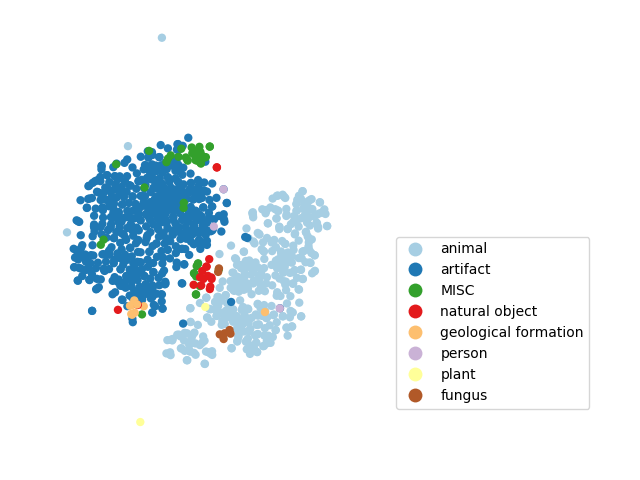 animal
artifact
MISC
natural object
geological formation
person
plant
fungus